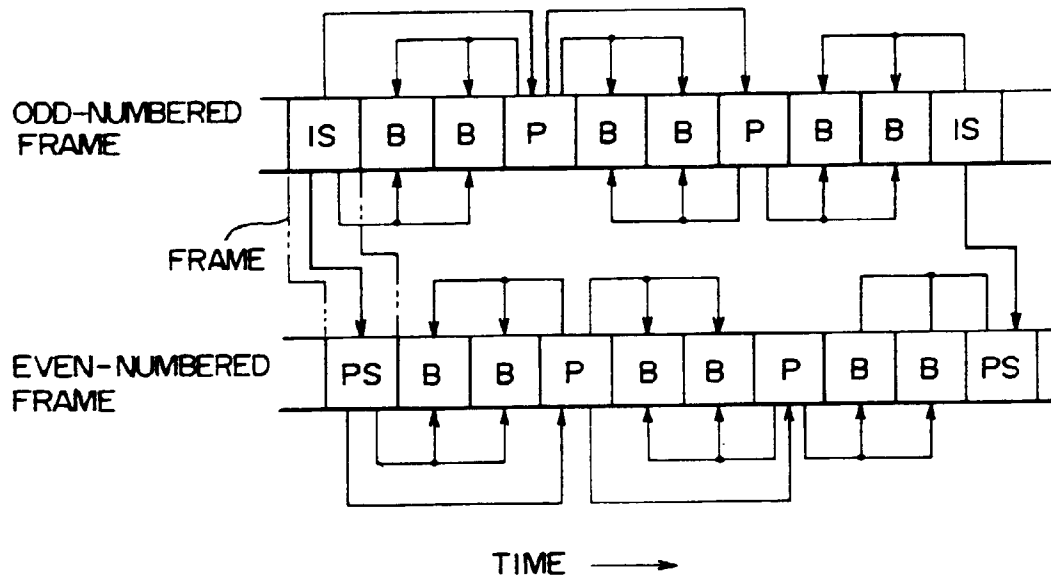 ODD-NUMBERED
FRAME
IS B B P B B P B B IS
FRAME
EVEN-NUMBERED
FRAME
PS B B P B B P B B PS
TIME